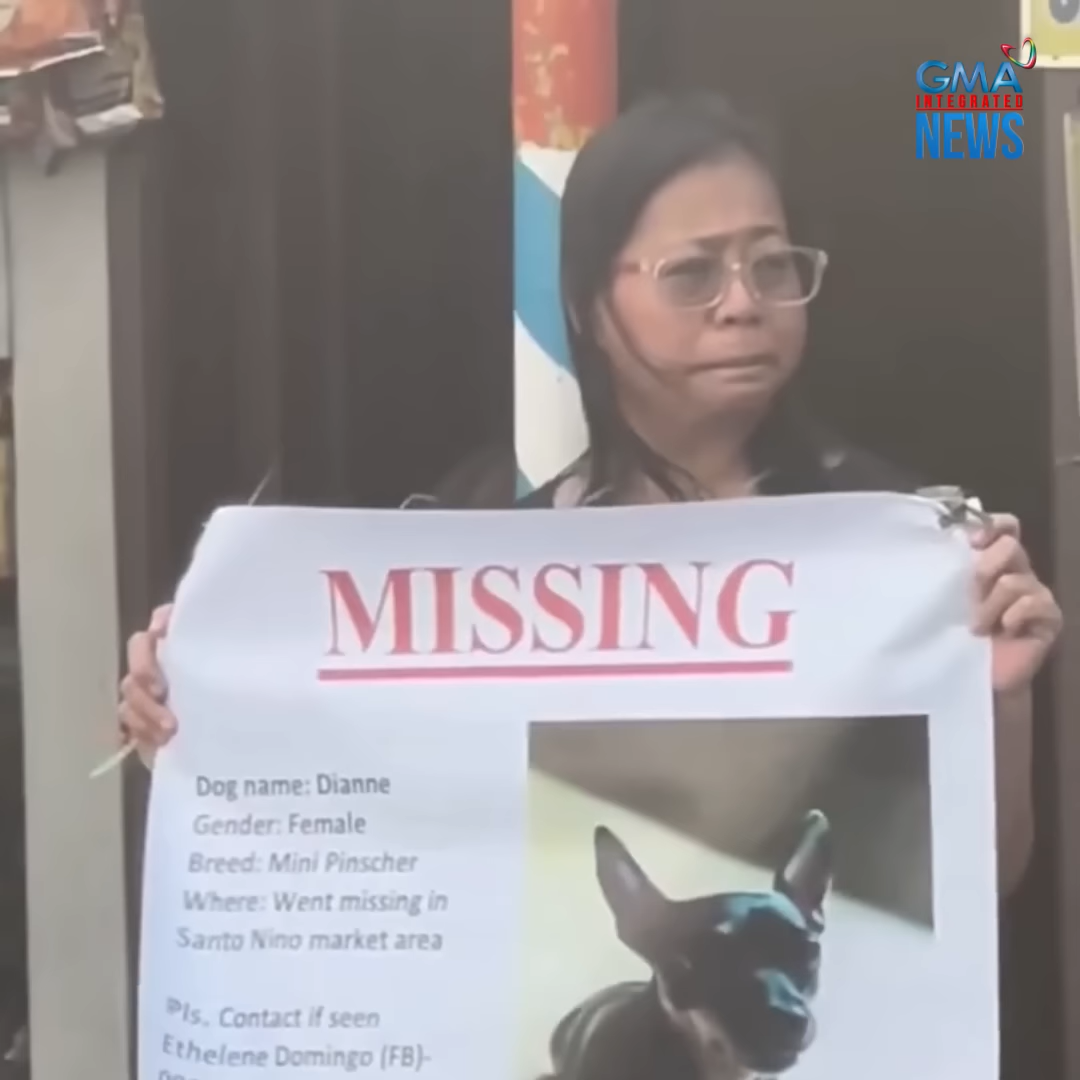 GMA
INTEGRATED
NEWS
MISSING
Dog name: Dianne
Gender: Female
Breed: Mini Pinscher
Where: Went missing in
Santo Nino market area
Pls. Contact if seen
Ethelene Domingo (FB)-